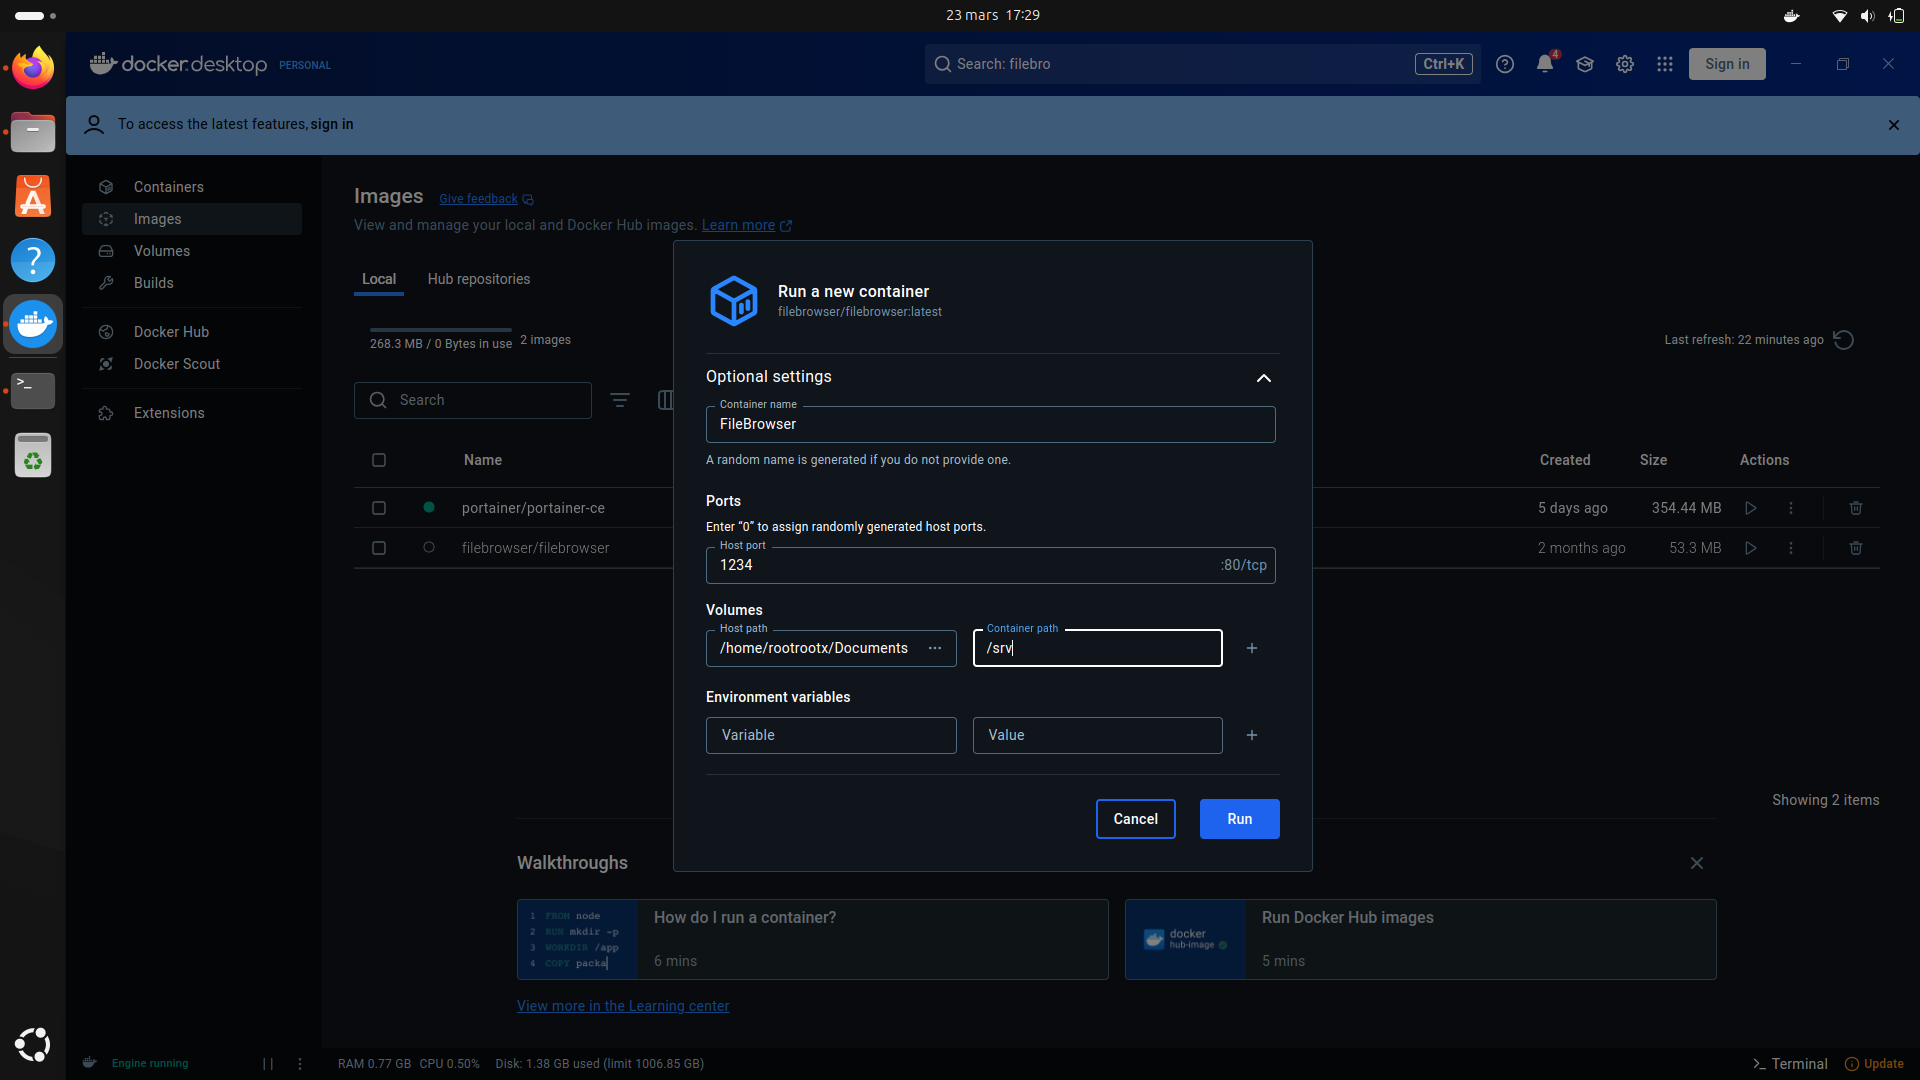 23 mars 17:29
docker.desktop PERSONAL
Search: filebro
Ctrl+K
4
Sign in
To access the latest features, sign in
Containers
Images
Volumes
Builds
Docker Hub
Docker Scout
Extensions
Images
Give feedback
View and manage your local and Docker Hub images. Learn more
Local
Hub repositories
268.3 MB / 0 Bytes in use
2 images
Last refresh: 22 minutes ago
Search
Name
Created
Size
Actions
portainer/portainer-ce
5 days ago
354.44 MB
filebrowser/filebrowser
2 months ago
53.3 MB
Showing 2 items
Run a new container
filebrowser/filebrowser:latest
Optional settings
Container name
FileBrowser
A random name is generated if you do not provide one.
Ports
Enter “0” to assign randomly generated host ports.
Host port
1234
:80/tcp
Volumes
Host path
/home/rootrootx/Documents
Container path
/srv
Environment variables
Variable
Value
Cancel
Run
Walkthroughs
1 FROM node
2 RUN mkdir -p
3 WORKDIR /app
4 COPY packa
How do I run a container?
6 mins
docker
hub-image
Run Docker Hub images
5 mins
View more in the Learning center
Engine running
RAM 0.77 GB CPU 0.50% Disk: 1.38 GB used (limit 1006.85 GB)
Terminal
Update